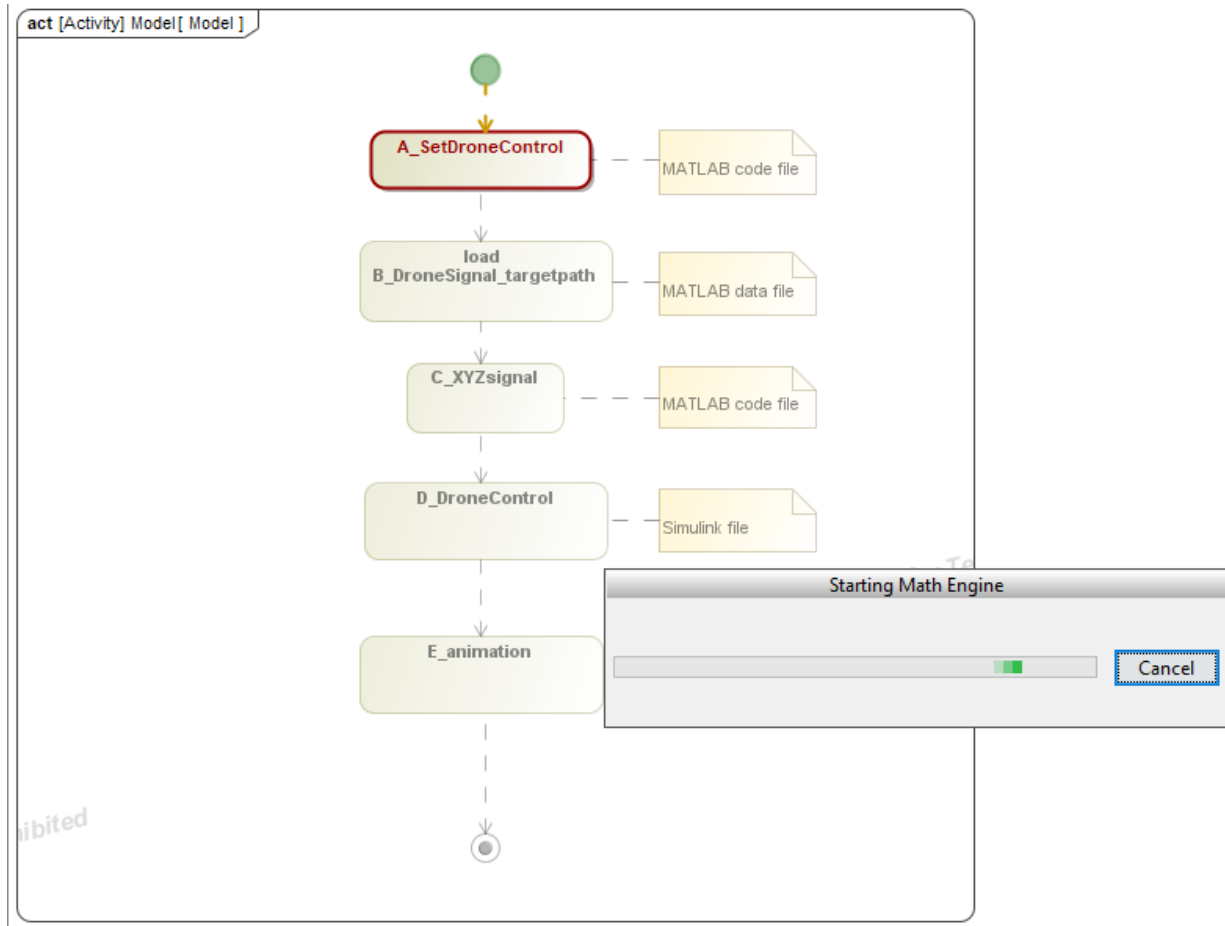 act [Activity] Model[ Model ]
A_SetDroneControl
MATLAB code file
load
B_DroneSignal_targetpath
MATLAB data file
C_XYZsignal
MATLAB code file
D_DroneControl
Simulink file
Starting Math Engine
E_animation
Cancel